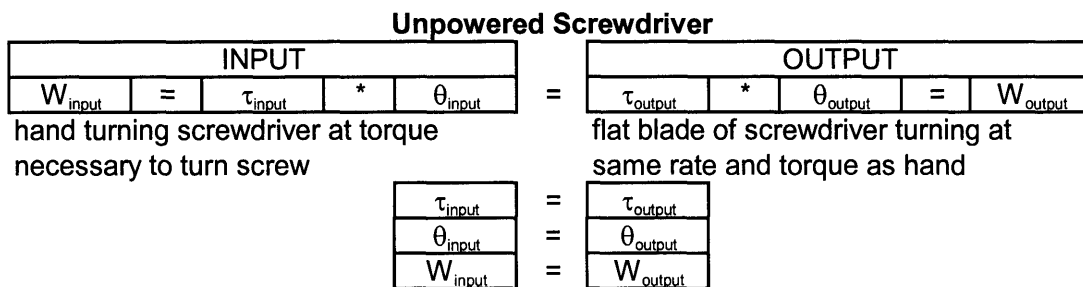 Unpowered Screwdriver
INPUT OUTPUT
W_input = τ_input * θ_input = τ_output * θ_output = W_output
hand turning screwdriver at torque flat blade of screwdriver turning at
necessary to turn screw same rate and torque as hand
τ_input = τ_output
θ_input = θ_output
W_input = W_output